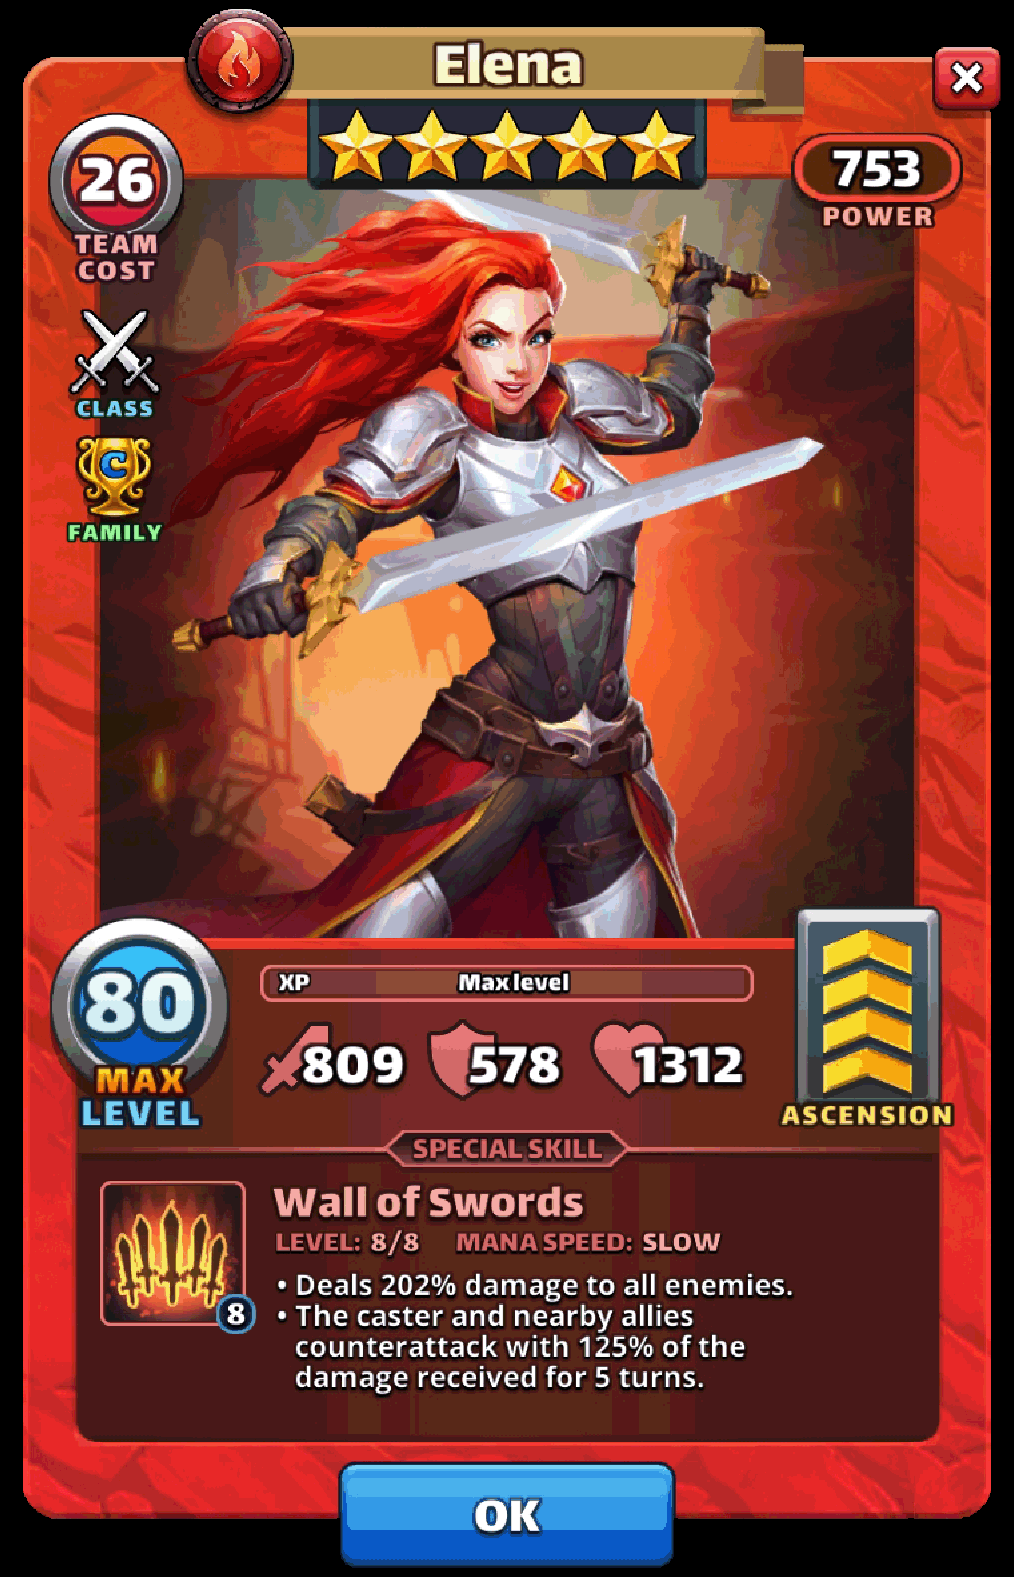 Elena
26
TEAM
COST
753
POWER
CLASS
C
FAMILY
80
MAX
LEVEL
XP Max level
809 578 1312
ASCENSION
SPECIAL SKILL
Wall of Swords
LEVEL: 8/8 MANA SPEED: SLOW
8
• Deals 202% damage to all enemies.
• The caster and nearby allies
counterattack with 125% of the
damage received for 5 turns.
OK